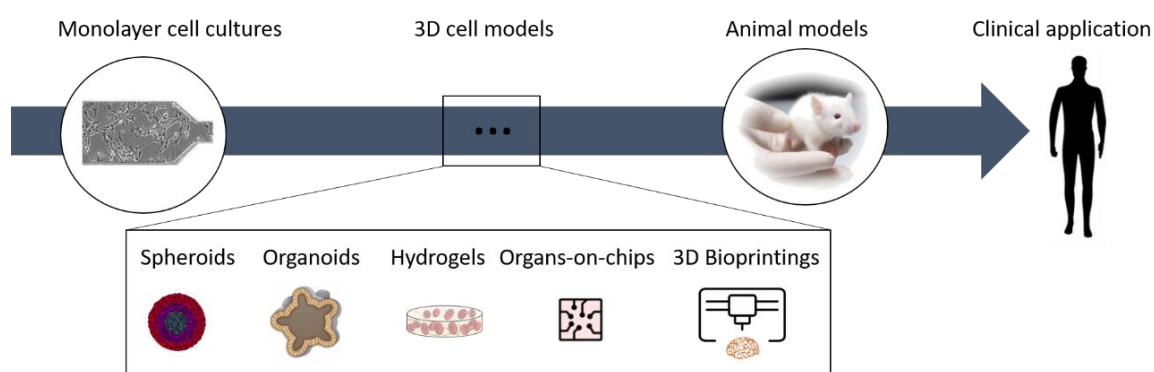 Monolayer cell cultures
3D cell models
Animal models
Clinical application
...
Spheroids
Organoids
Hydrogels
Organs-on-chips
3D Bioprintings